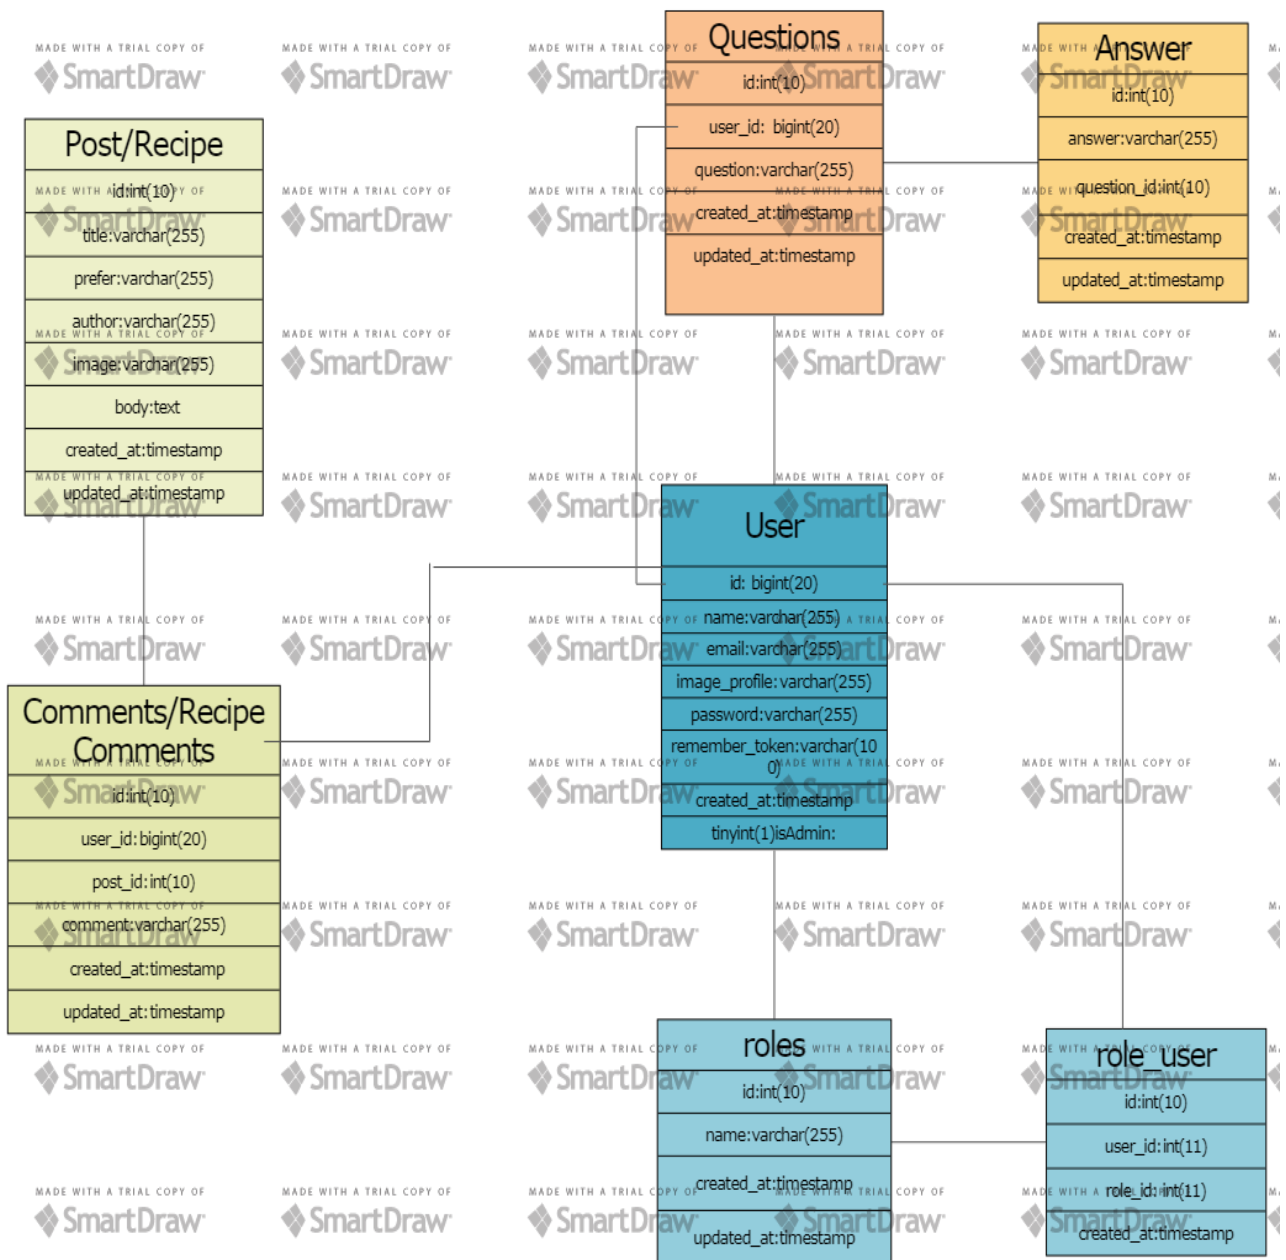 Questions
id:int(10)
user_id: bigint(20)
question:varchar(255)
created_at:timestamp
updated_at:timestamp
Answer
id:int(10)
answer:varchar(255)
question_id:int(10)
created_at:timestamp
updated_at:timestamp
Post/Recipe
id:int(10)
title:varchar(255)
prefer:varchar(255)
author:varchar(255)
image:varchar(255)
body:text
created_at:timestamp
updated_at:timestamp
User
id: bigint(20)
name:varchar(255)
email:varchar(255)
image_profile:varchar(255)
password:varchar(255)
remember_token:varchar(10
0)
created_at:timestamp
tinyint(1)isAdmin:
Comments/Recipe
Comments
id:int(10)
user_id:bigint(20)
post_id:int(10)
comment:varchar(255)
created_at:timestamp
updated_at:timestamp
roles
id:int(10)
name:varchar(255)
created_at:timestamp
updated_at:timestamp
role_user
id:int(10)
user_id:int(11)
role_id:int(11)
created_at:timestamp
MADE WITH A TRIAL COPY OF
SmartDraw